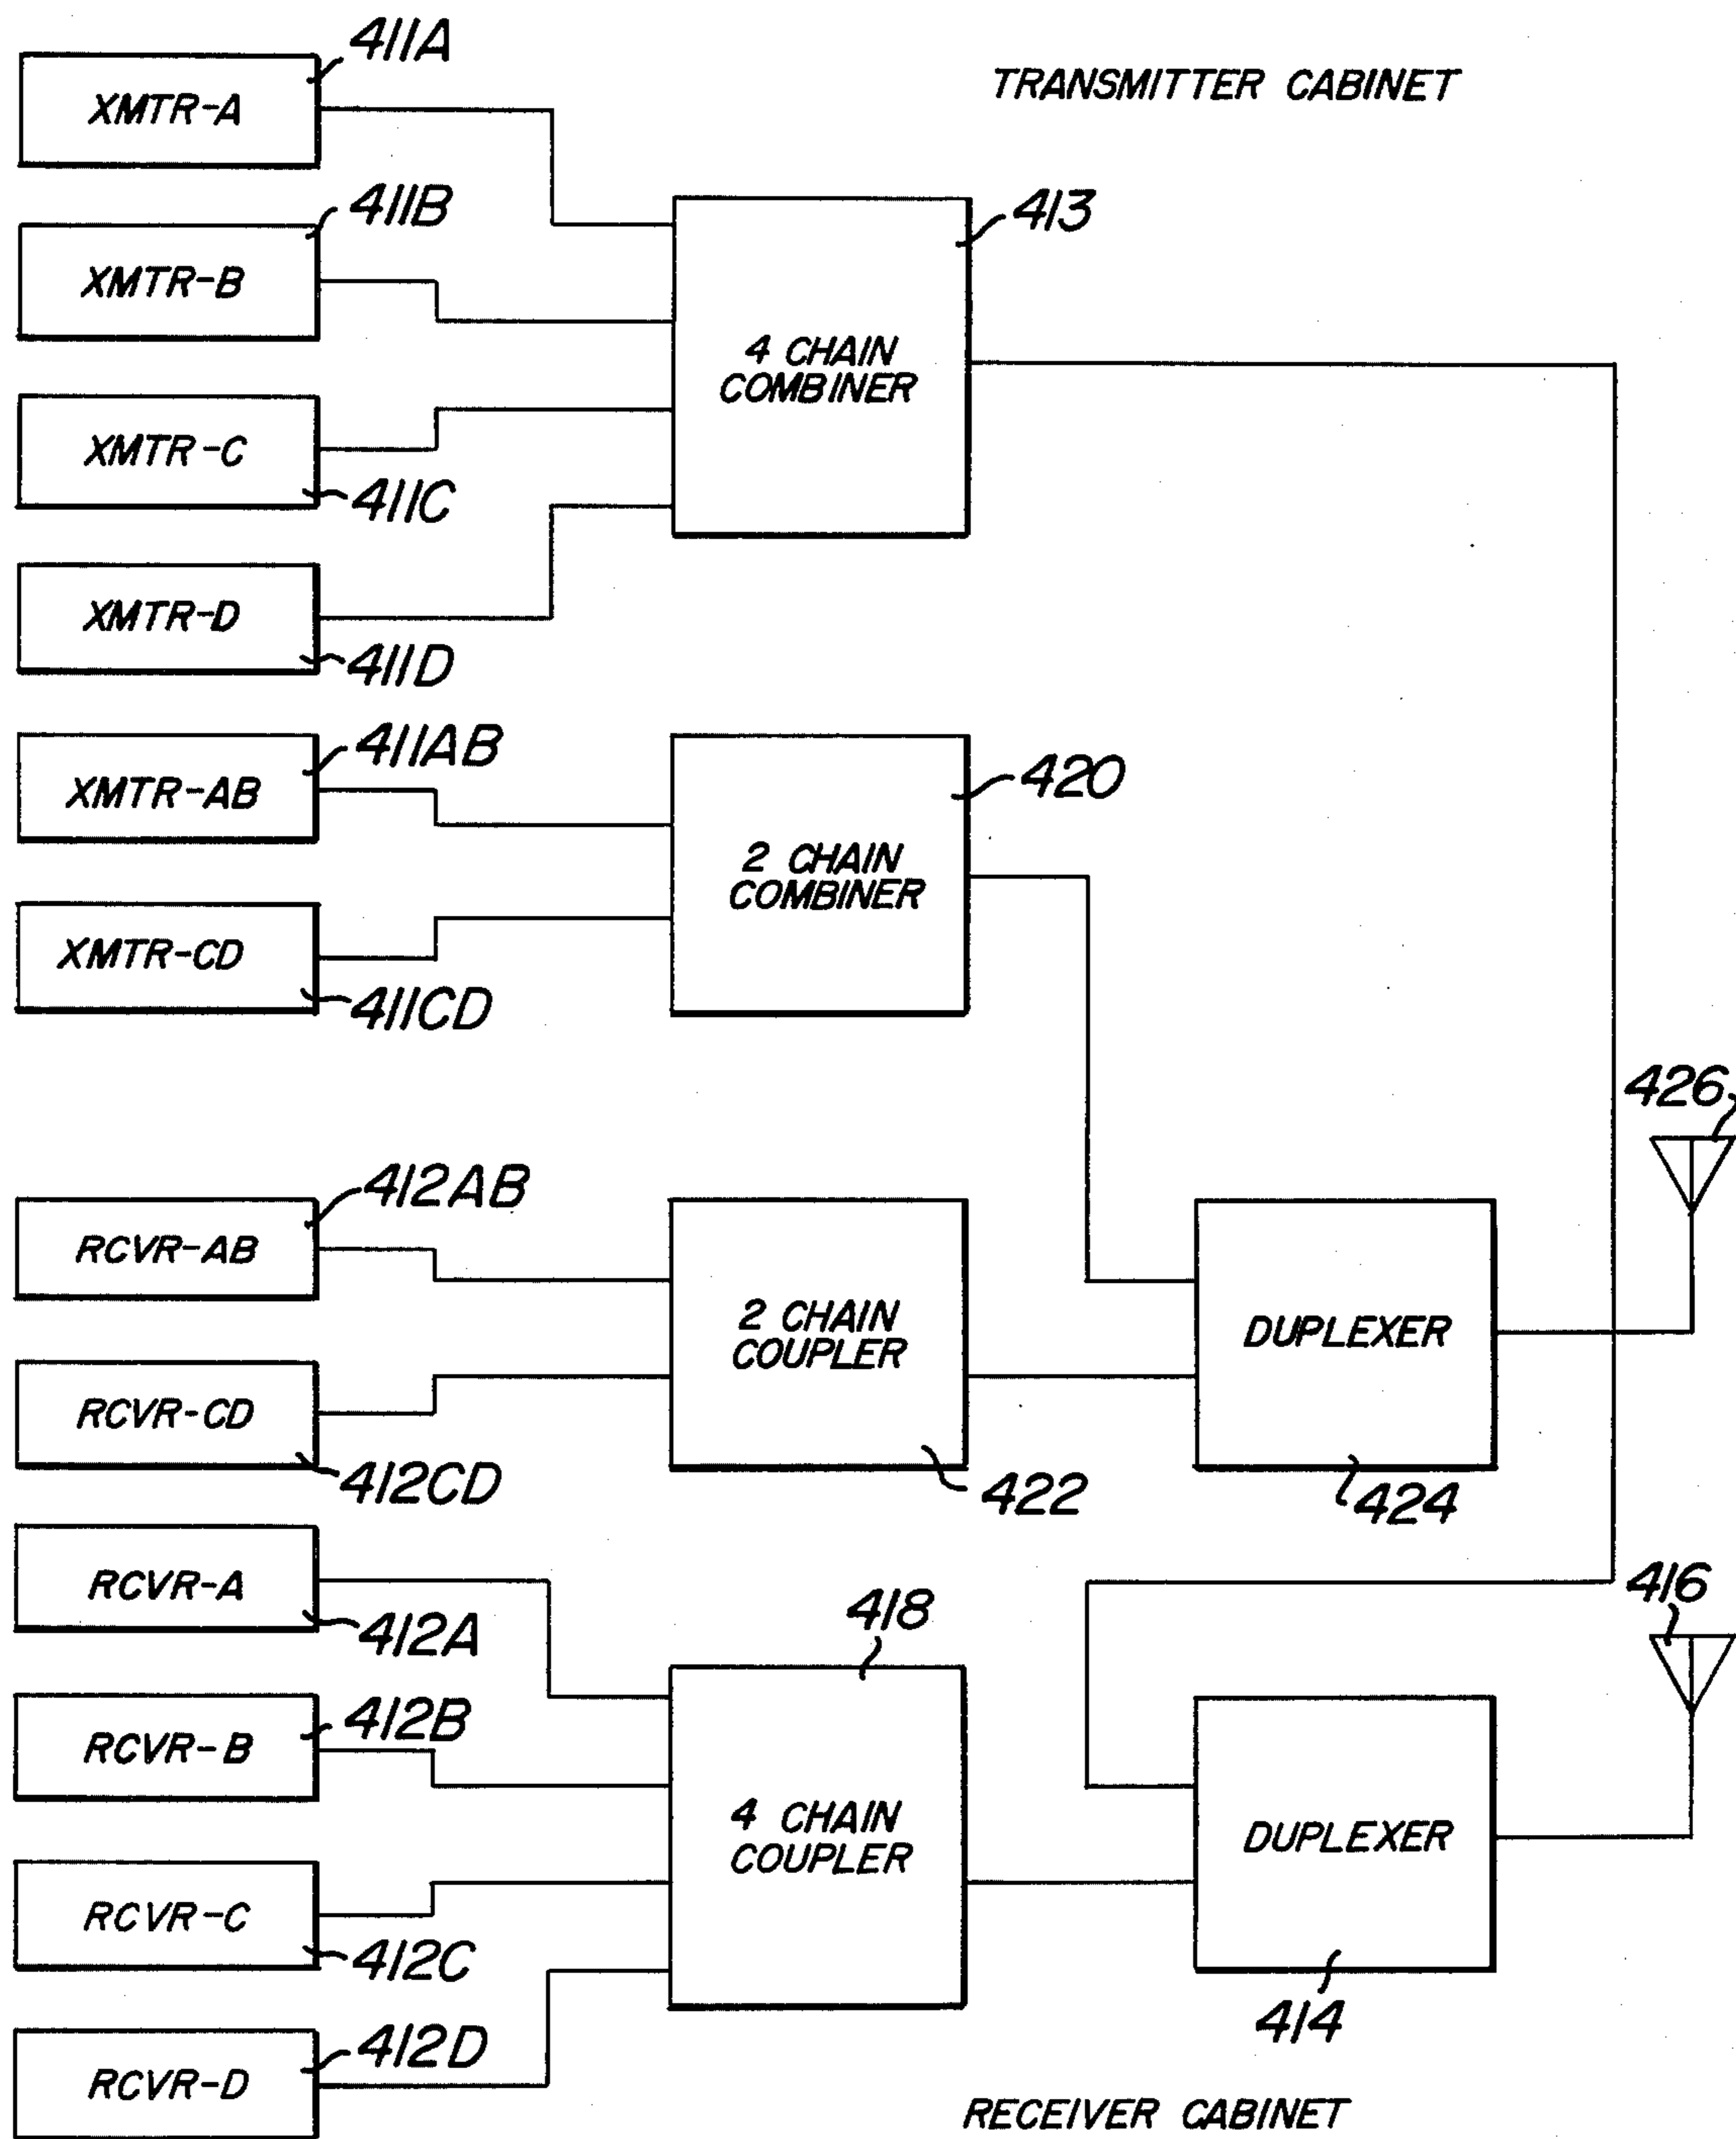 411A
XMTR-A
TRANSMITTER CABINET
411B
XMTR-B
413
4 CHAIN
COMBINER
XMTR-C
411C
XMTR-D
411D
411AB
XMTR-AB
420
2 CHAIN
COMBINER
XMTR-CD
411CD
426
412AB
RCVR-AB
2 CHAIN
COUPLER
DUPLEXER
RCVR-CD
412CD
422
424
RCVR-A
412A
418
416
412B
RCVR-B
4 CHAIN
COUPLER
DUPLEXER
RCVR-C
412C
414
412D
RCVR-D
RECEIVER CABINET